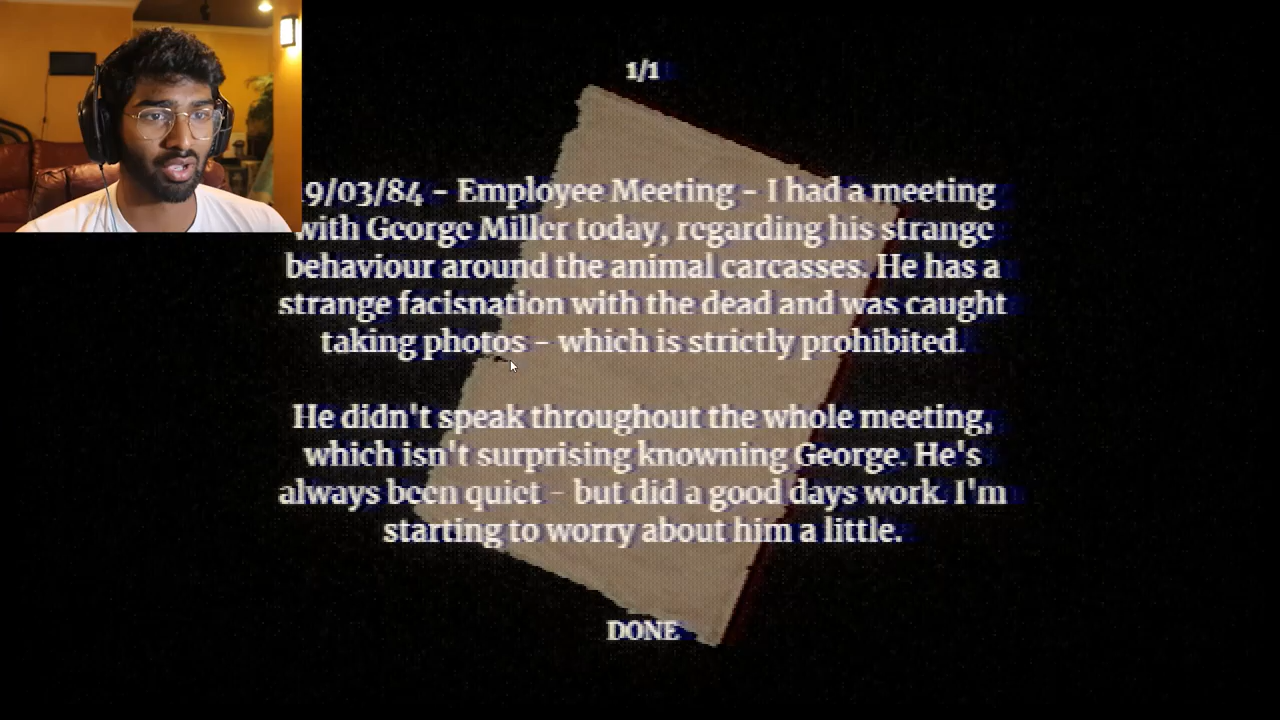 1/1
9/03/84 - Employee Meeting - I had a meeting
with George Miller today, regarding his strange
behaviour around the animal carcasses. He has a
strange facisnation with the dead and was caught
taking photos - which is strictly prohibited.
He didn't speak throughout the whole meeting,
which isn't surprising knowning George. He's
always been quiet - but did a good days work. I'm
starting to worry about him a little.
DONE